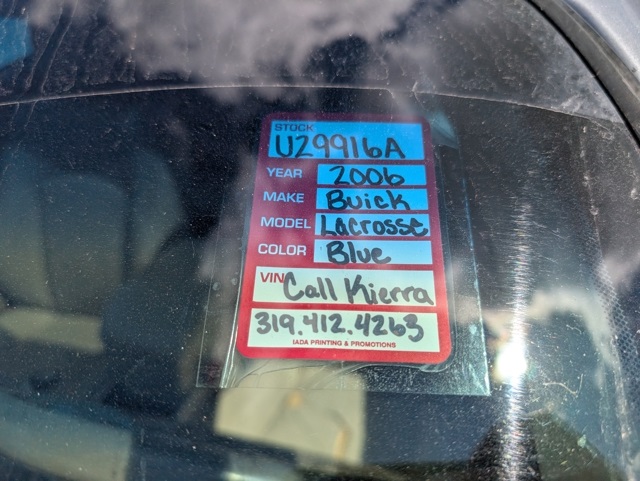 STOCK
U29916A
YEAR 2006
MAKE Buick
MODEL Lacrosse
COLOR Blue
VIN Call Kierra
319.412.4263
IADA PRINTING & PROMOTIONS